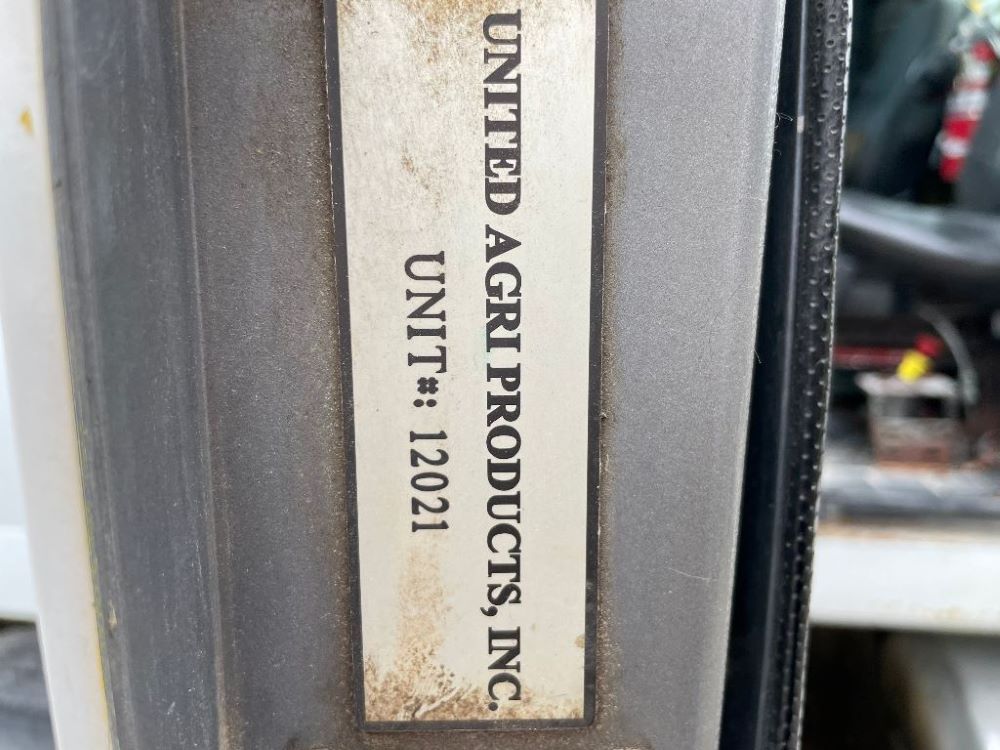 UNITED AGRI PRODUCTS, INC.
UNIT#: 12021